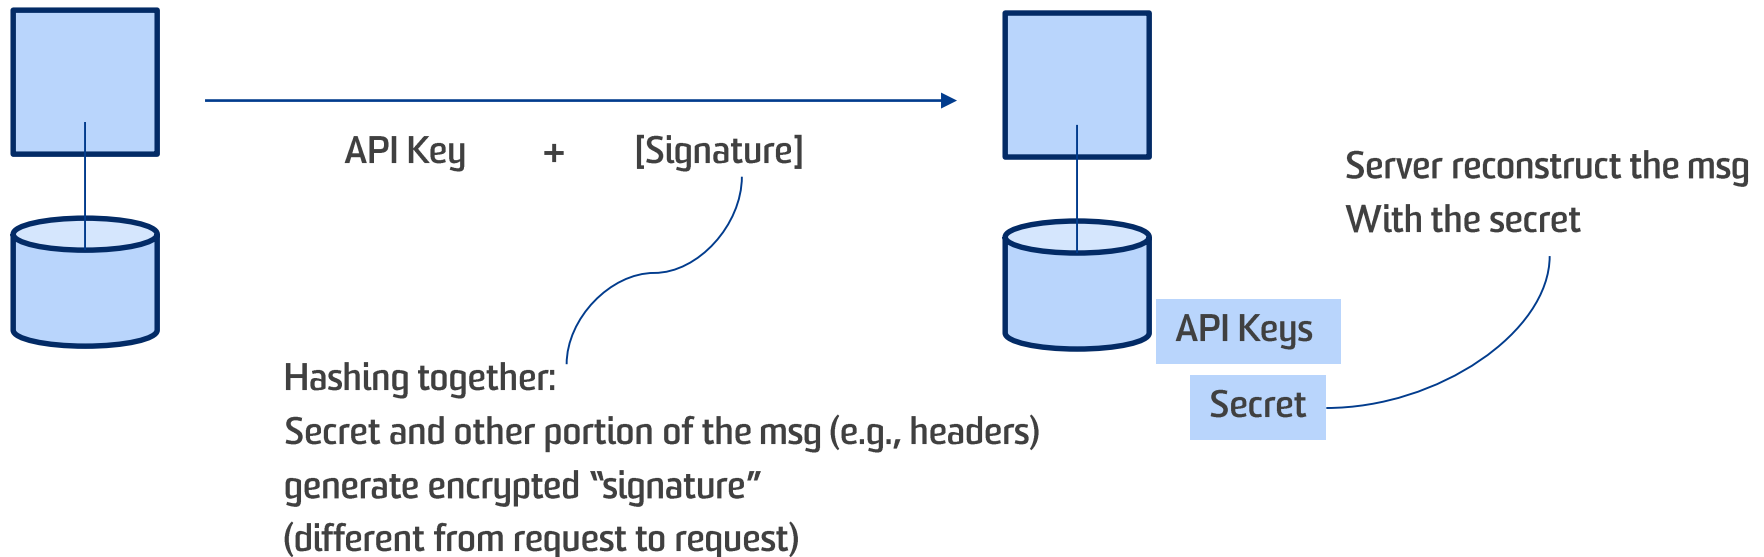 API Key + [Signature]
Server reconstruct the msg
With the secret
API Keys
Secret
Hashing together:
Secret and other portion of the msg (e.g., headers)
generate encrypted “signature”
(different from request to request)